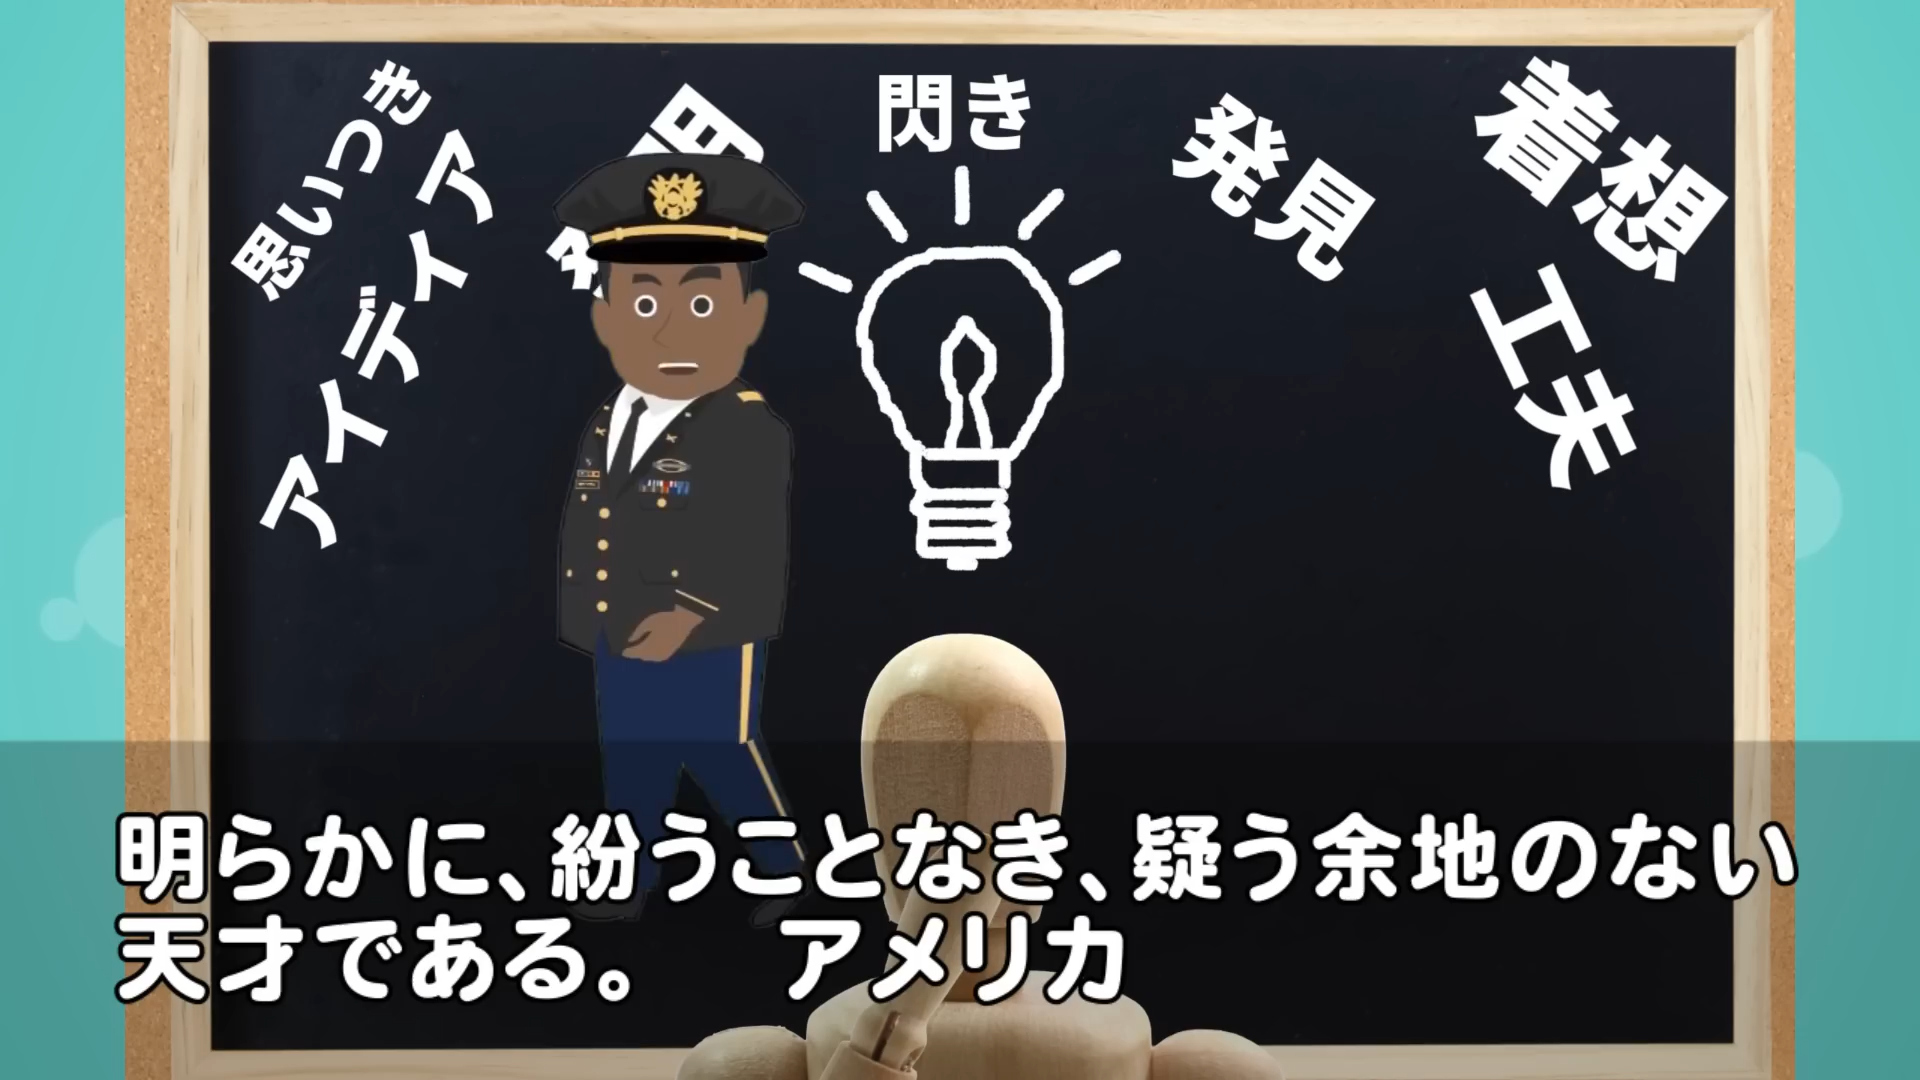 思いつき
アイディア
閃き
発見
着想
工夫
明らかに、紛うことなき、疑う余地のない
天才である。　　アメリカ